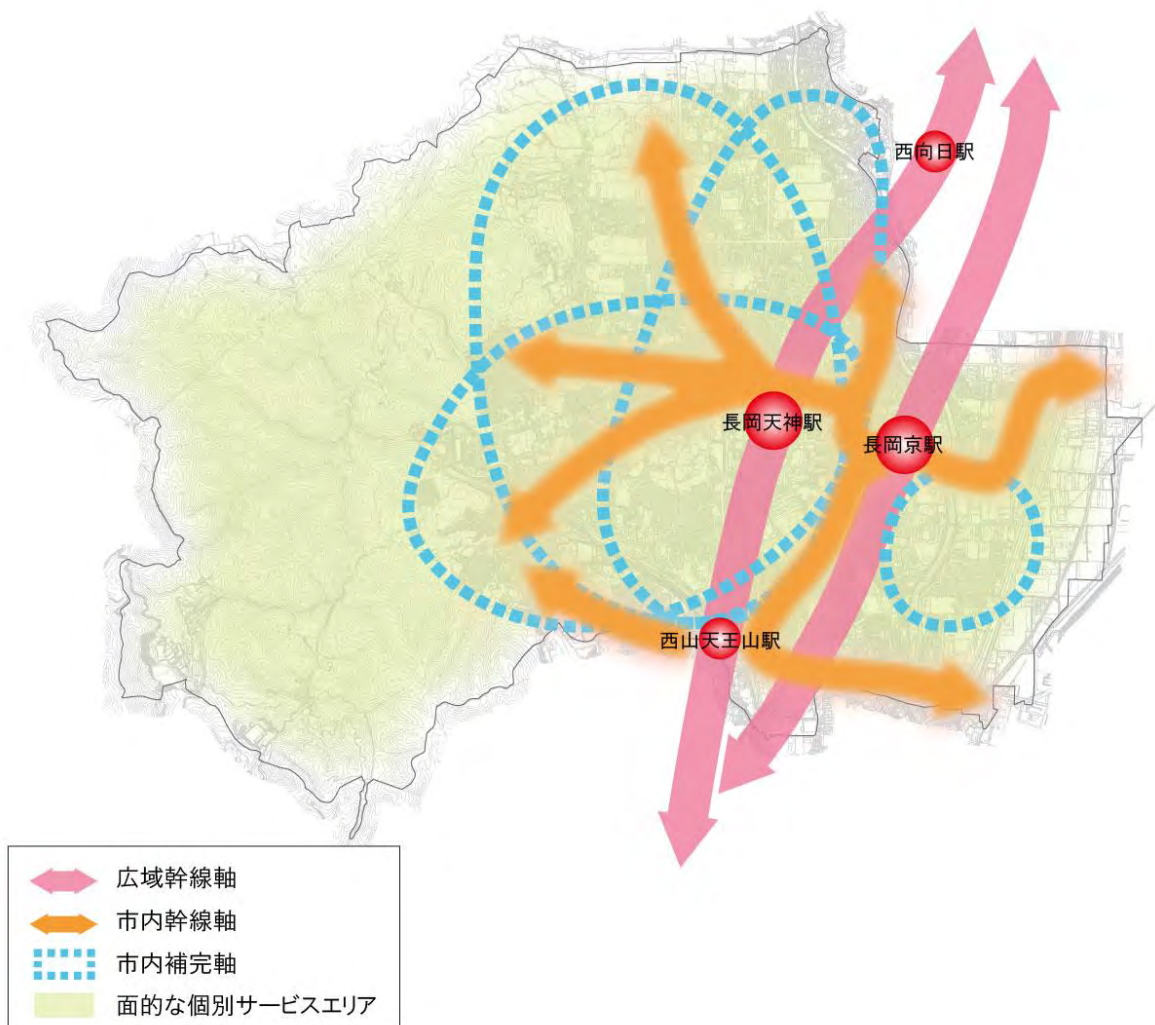 西向日駅
長岡天神駅
長岡京駅
西山天王山駅
広域幹線軸
市内幹線軸
市内補完軸
面的な個別サービスエリア